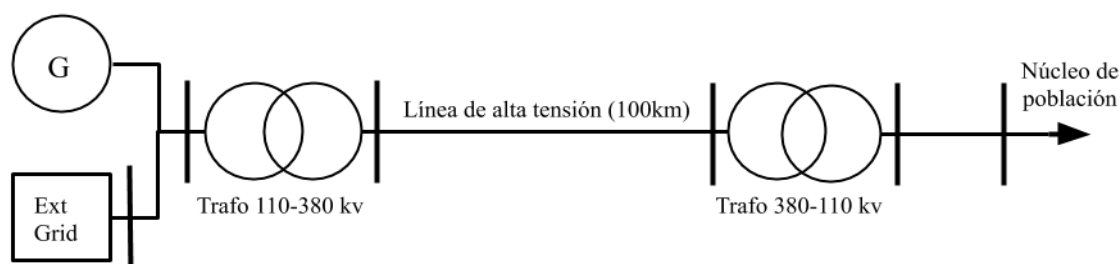 G
Ext
Grid
Trafo 110-380 kv
Línea de alta tensión (100km)
Trafo 380-110 kv
Núcleo de
población